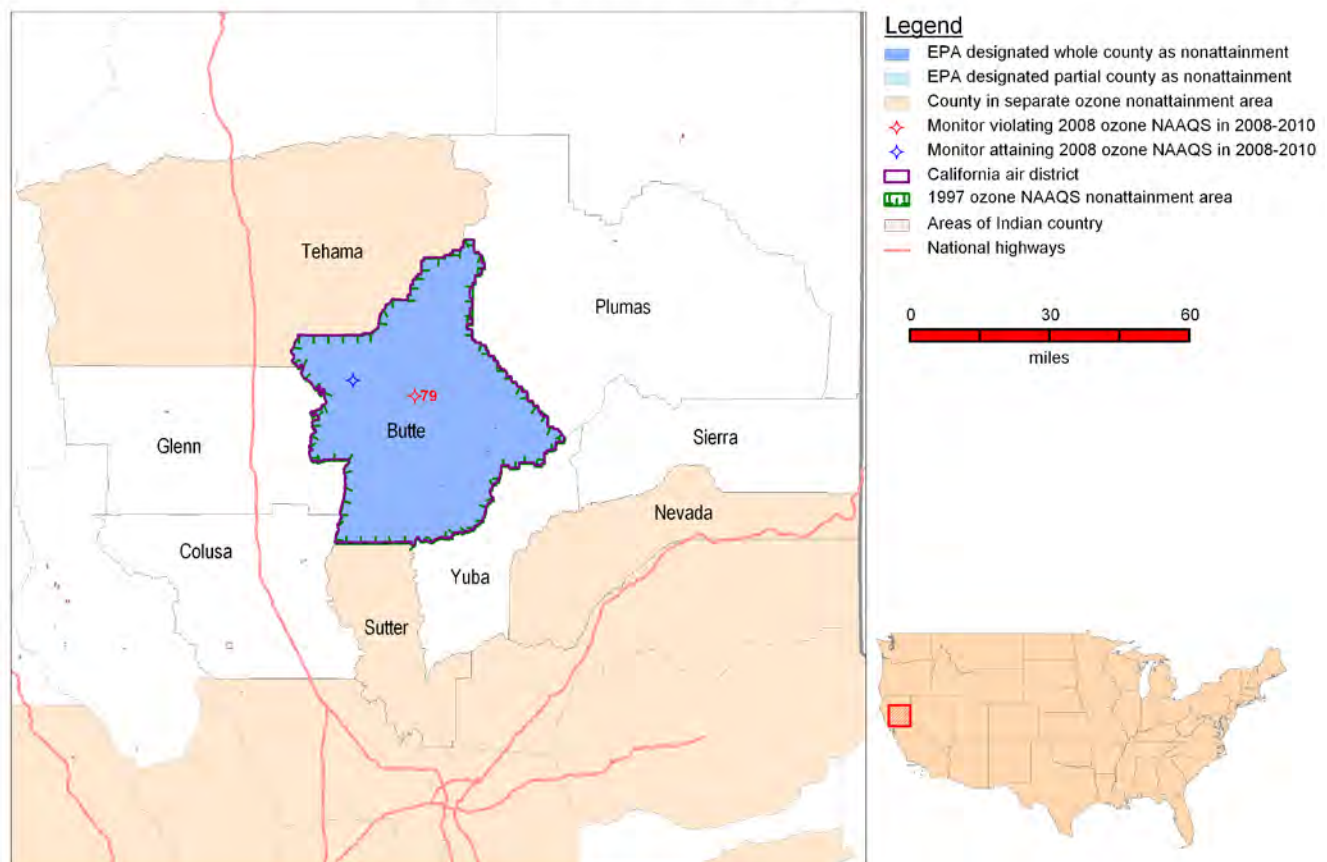 Legend
EPA designated whole county as nonattainment
EPA designated partial county as nonattainment
County in separate ozone nonattainment area
Monitor violating 2008 ozone NAAQS in 2008-2010
Monitor attaining 2008 ozone NAAQS in 2008-2010
California air district
1997 ozone NAAQS nonattainment area
Areas of Indian country
National highways
0 30 60
miles
Tehama
Plumas
79
Butte
Glenn
Sierra
Nevada
Colusa
Yuba
Sutter